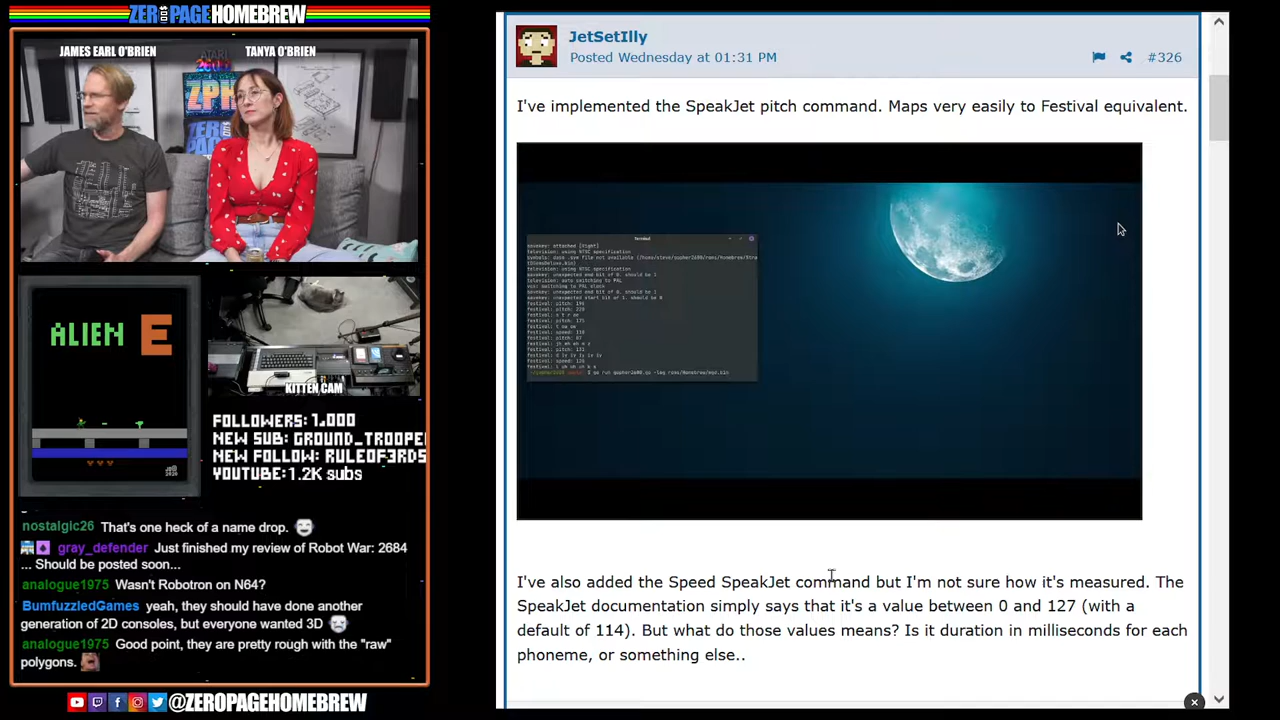 ZEROPAGEHOMEBREW
JAMES EARL O'BRIEN
TANYA O'BRIEN
ATARI
ZPH
ALIEN E
KITTEN CAM
FOLLOWERS: 1,000
NEW SUB: GROUND_TROOPE
NEW FOLLOW: RULEOF3RDS
YOUTUBE: 1.2K subs
nostalgic26 That's one heck of a name drop.
gray_defender Just finished my review of Robot War: 2684
... Should be posted soon...
analogue1975 Wasn't Robotron on N64?
BumfuzzledGames yeah, they should have done another
generation of 2D consoles, but everyone wanted 3D
analogue1975 Good point, they are pretty rough with the "raw"
polygons.
@ZEROPAGEHOMEBREW
JetSetIlly
Posted Wednesday at 01:31 PM
#326
I've implemented the SpeakJet pitch command. Maps very easily to Festival equivalent.
Terminal
I've also added the Speed SpeakJet command but I'm not sure how it's measured. The
SpeakJet documentation simply says that it's a value between 0 and 127 (with a
default of 114). But what do those values means? Is it duration in milliseconds for each
phoneme, or something else..